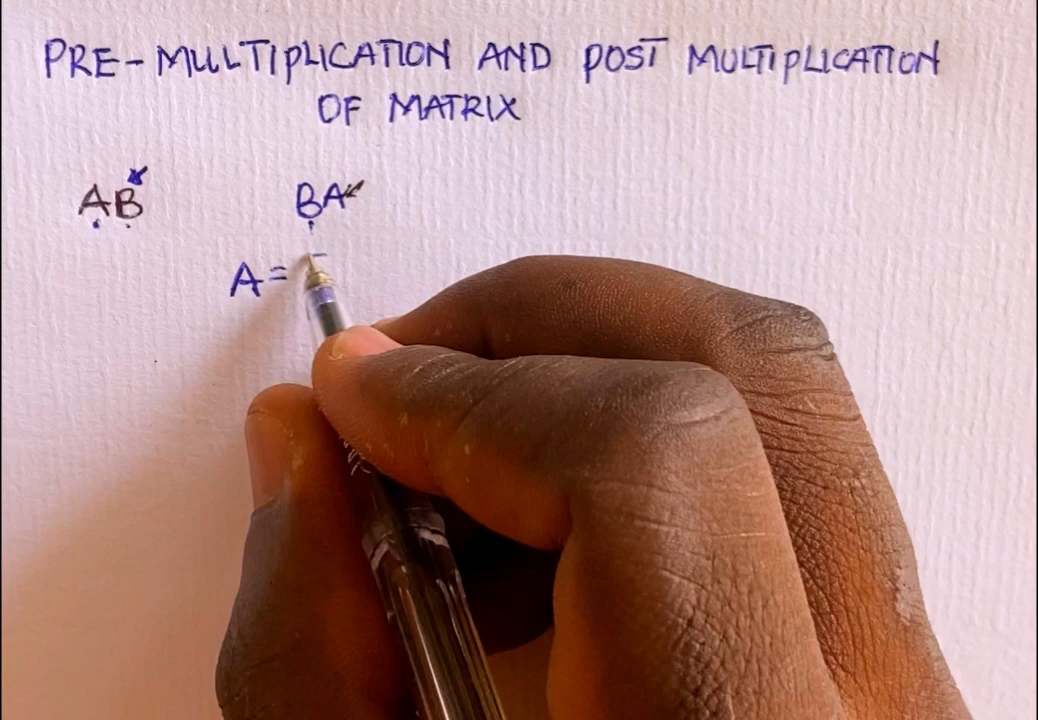 PRE-MULTIPLICATION AND POST MULTIPLICATION
OF MATRIX
AB BA
A=